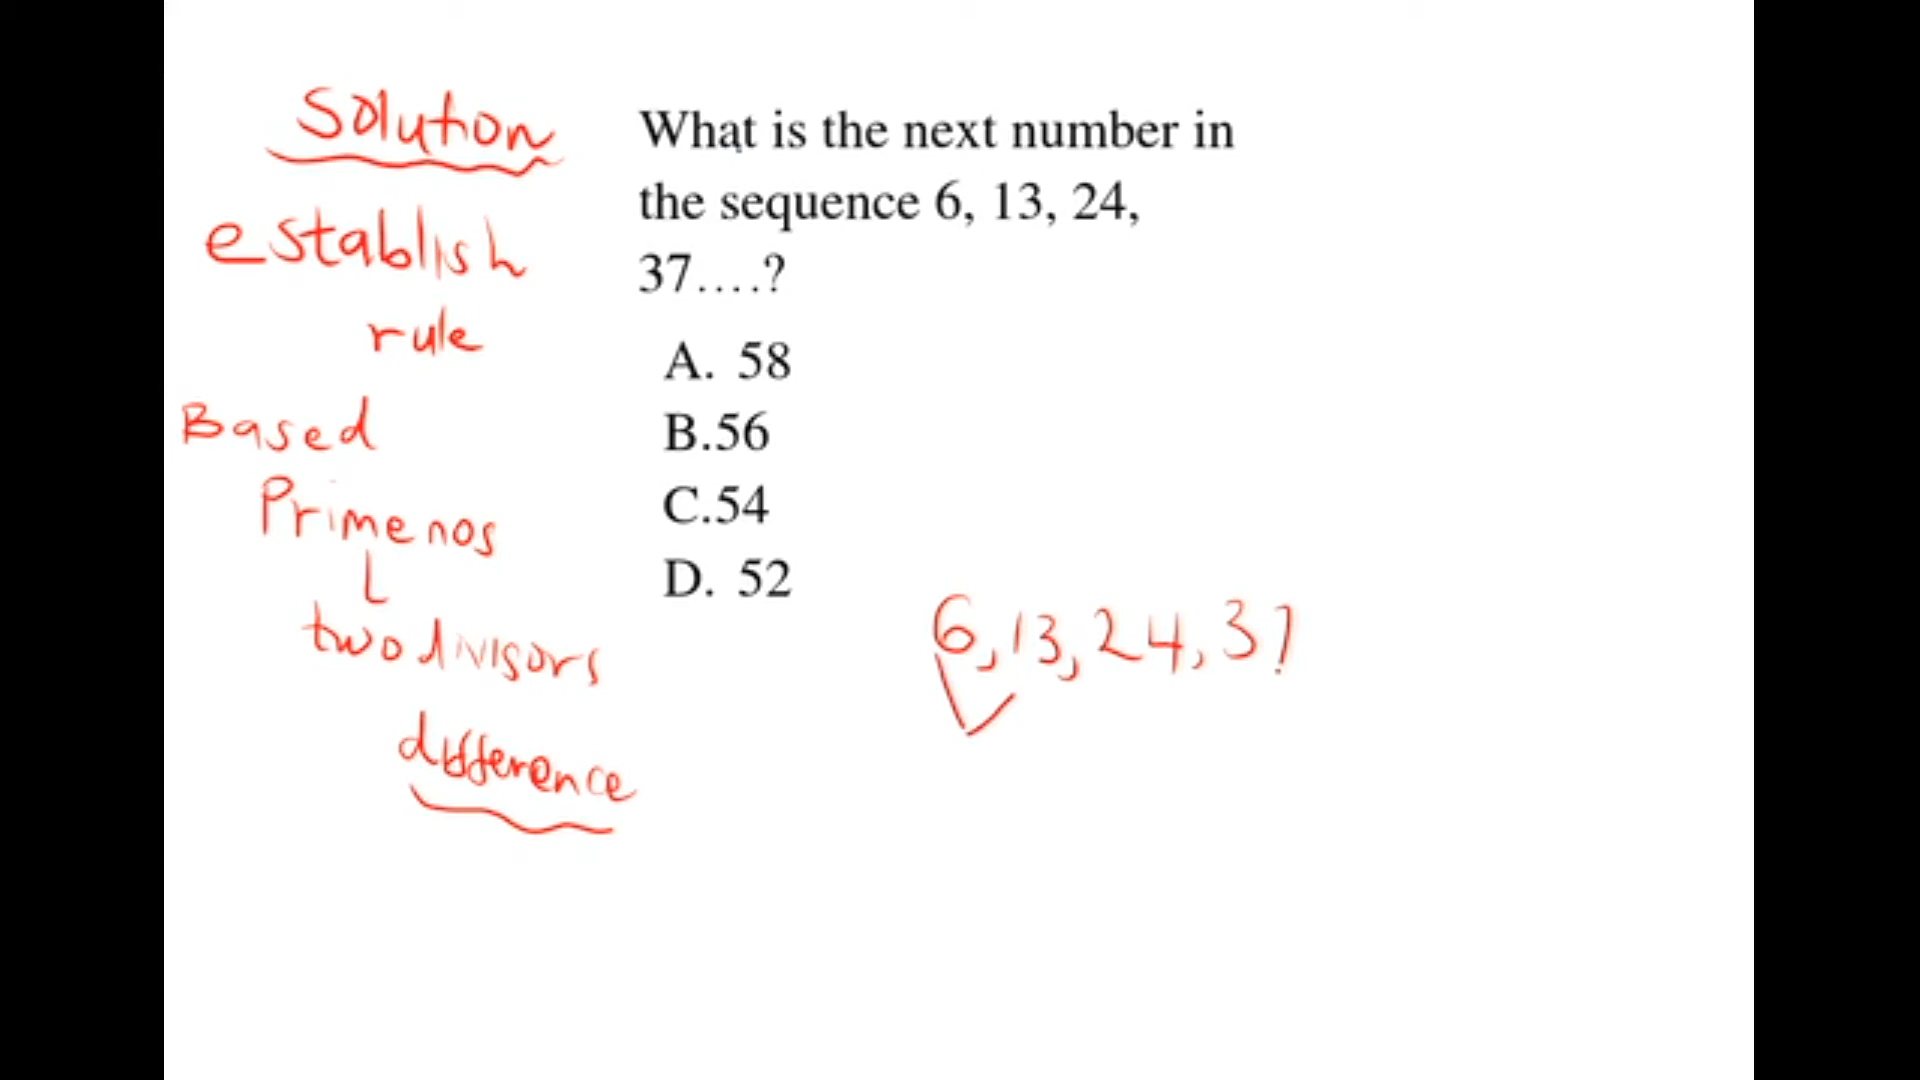 Solution
establish
rule
Based
Prime nos
two divisors
difference
What is the next number in
the sequence 6, 13, 24,
37....?
A. 58
B.56
C.54
D. 52
6, 13, 24, 37